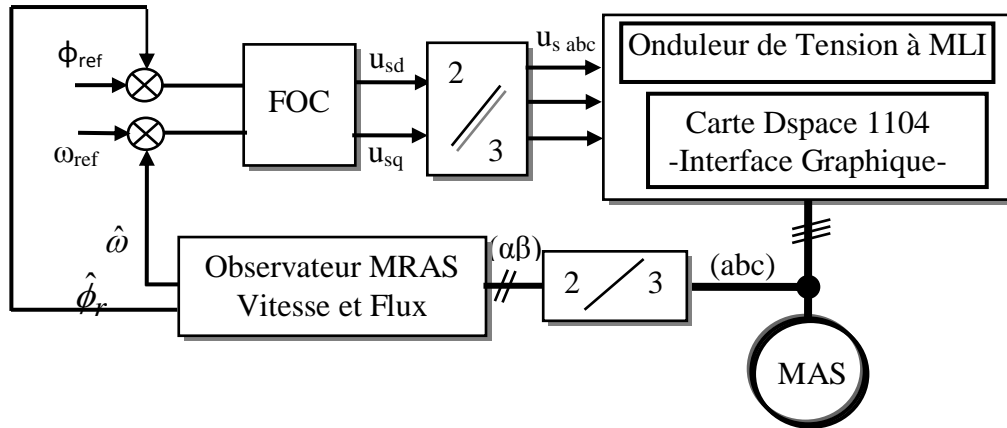 ϕref
ωref
FOC
usd
usq
2
3
us abc
Onduleur de Tension à MLI
Carte Dspace 1104
-Interface Graphique-
ω̂
ϕ̂r
Observateur MRAS
Vitesse et Flux
(αβ)
2 3
(abc)
MAS